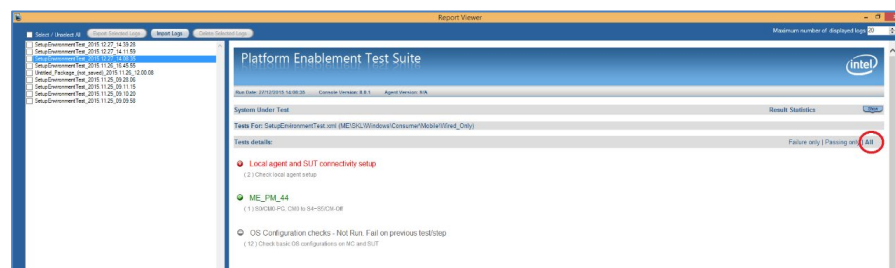 Report Viewer
Select / Unselect All Export Selected Logs Import Logs Delete Selected Logs
Maximum number of displayed logs 20
SetupEnvironmentTest_2015.12.27_14.39.28
SetupEnvironmentTest_2015.12.27_14.11.59
SetupEnvironmentTest_2015.12.27_14.08.35
SetupEnvironmentTest_2015.11.26_16.45.55
Untitled_Package_(not_saved)_2015.11.26_12.00.08
SetupEnvironmentTest_2015.11.25_09.28.06
SetupEnvironmentTest_2015.11.25_09.11.15
SetupEnvironmentTest_2015.11.25_09.10.20
SetupEnvironmentTest_2015.11.25_09.09.58
Platform Enablement Test Suite
intel
Run Date: 27/12/2015 14:08:35 Console Version: 8.0.1 Agent Version: N/A
System Under Test
Result Statistics
Tests For: SetupEnvironmentTest.xml (ME\SKL\Windows\Consumer\Mobile\Wired_Only)
Tests details:
Failure only | Passing only | All
Local agent and SUT connectivity setup
( 2 ) Check local agent setup
ME_PM_44
( 1 ) S0/CM0-PC, CM3 to S4-S5/CM-Off
OS Configuration checks - Not Run. Fail on previous test/step
( 12 ) Check basic OS configurations on NC and SUT